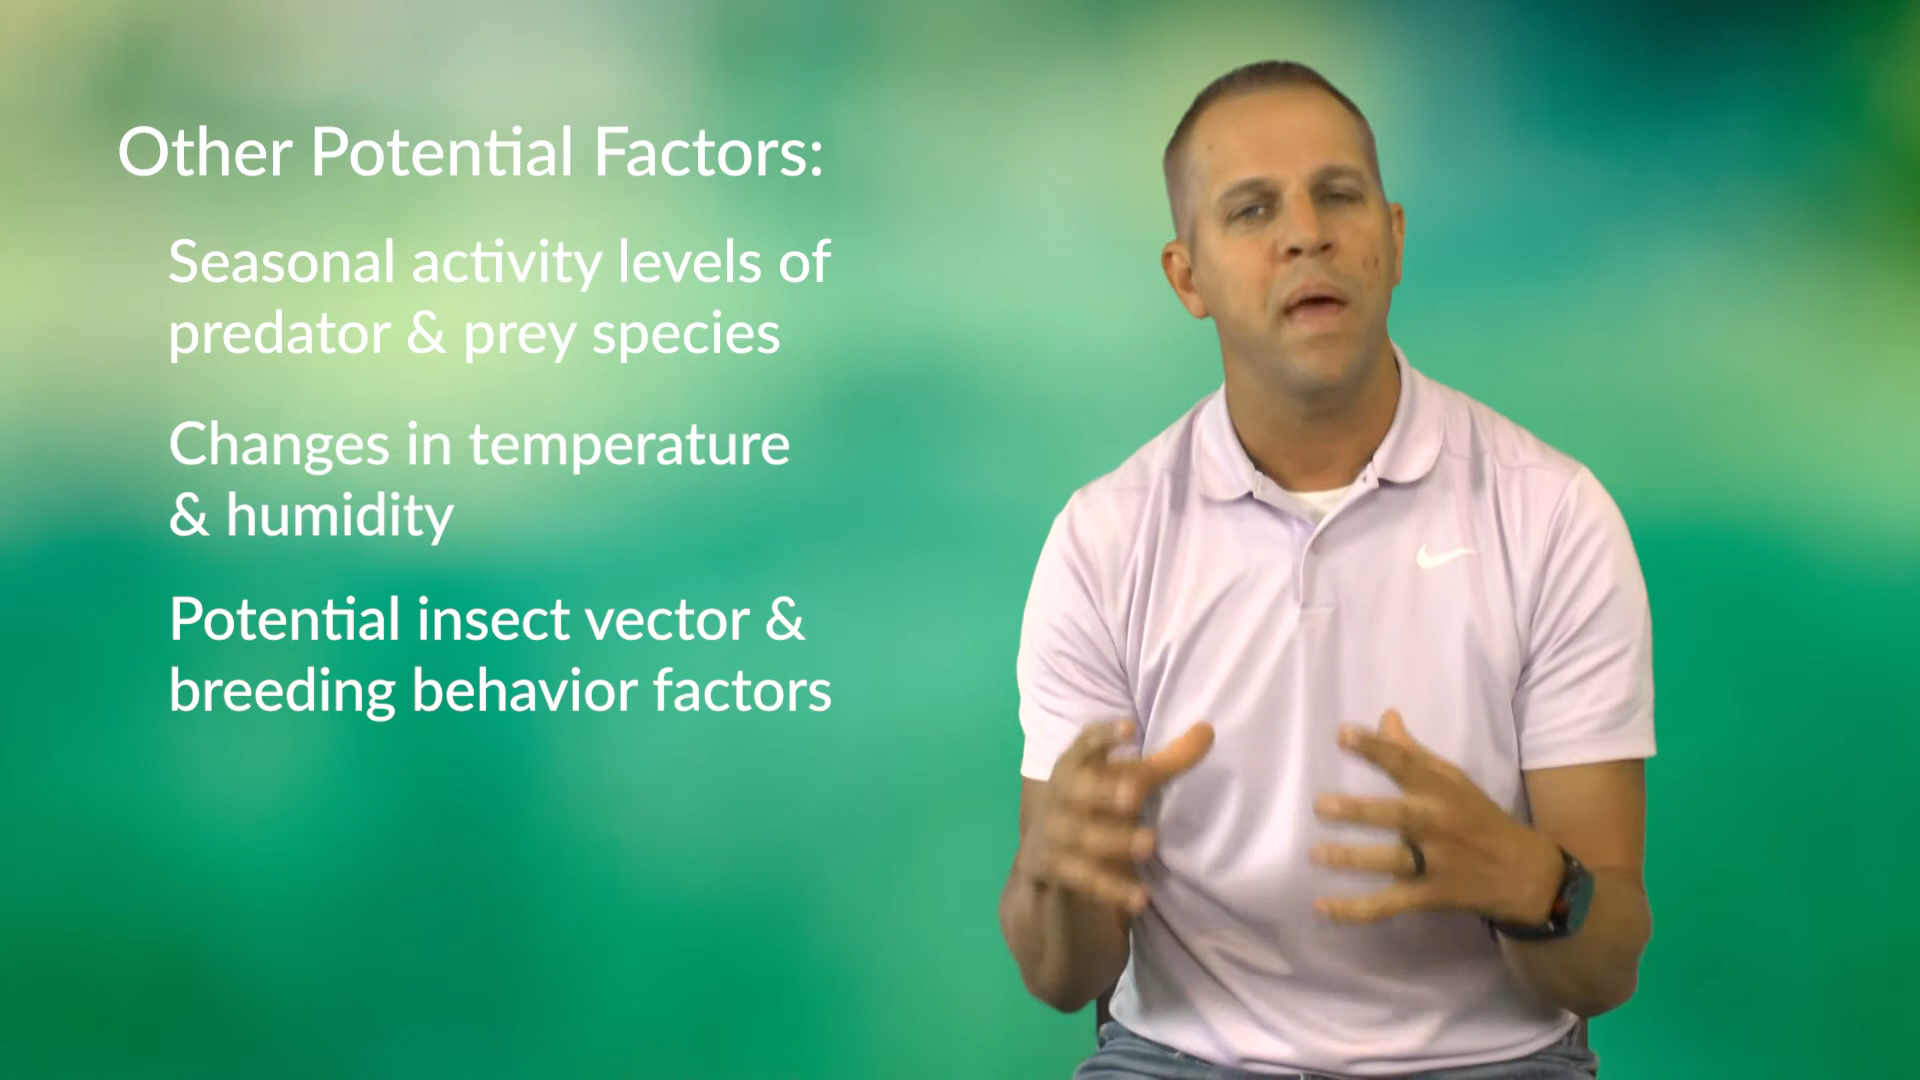 Other Potential Factors:
Seasonal activity levels of
predator & prey species
Changes in temperature
& humidity
Potential insect vector &
breeding behavior factors